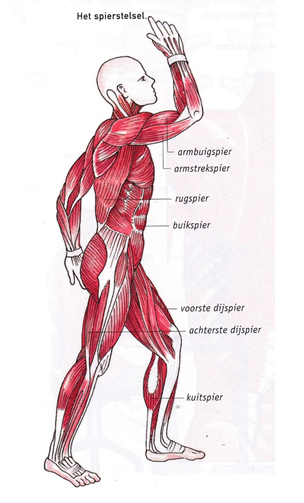 Het spierstelsel
armbuigspier
armstrekspier
rugspier
buikspier
voorste dijspier
achterste dijspier
kuitspier